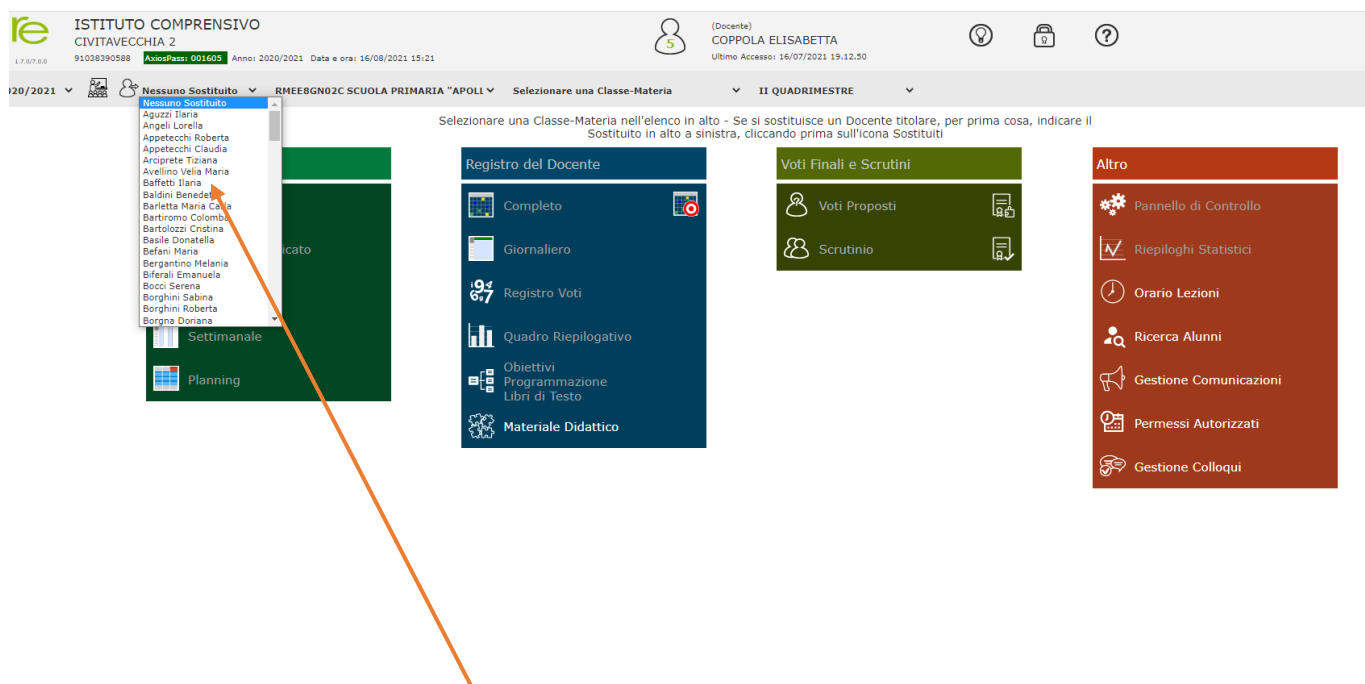 re
1.7.0/7.0.0
ISTITUTO COMPRENSIVO
CIVITAVECCHIA 2
91038390588 AxiosPass: 001605 Anno: 2020/2021 Data e ora: 16/08/2021 15:21
5
(Docente)
COPPOLA ELISABETTA
Ultimo Accesso: 16/07/2021 19.12.50
?
020/2021 Nessuno Sostituito RMEE8GN02C SCUOLA PRIMARIA "APOLL Selezionare una Classe-Materia II QUADRIMESTRE
Selezionare una Classe-Materia nell'elenco in alto - Se si sostituisce un Docente titolare, per prima cosa, indicare il
Sostituto in alto a sinistra, cliccando prima sull'icona Sostituiti
Nessuno Sostituito
Aguzzi Ilaria
Angeli Lorella
Appetecchi Roberta
Appetecchi Claudia
Arciprete Tiziana
Avellino Velia Maria
Baffetti Ilaria
Baldini Benedet
Barletta Maria Carla
Bartiromo Colomba
Bartolozzi Cristina
Basile Donatella
Befani Maria
Bergantino Melania
Biferali Emanuela
Bocci Serena
Borghini Sabina
Borghini Roberta
Borgna Doriana
icato
Settimanale
Planning
Registro del Docente
Completo
Giornaliero
Registro Voti
Quadro Riepilogativo
Obiettivi
Programmazione
Libri di Testo
Materiale Didattico
Voti Finali e Scrutini
Voti Proposti
Scrutinio
Altro
Pannello di Controllo
Riepiloghi Statistici
Orario Lezioni
Ricerca Alunni
Gestione Comunicazioni
Permessi Autorizzati
Gestione Colloqui